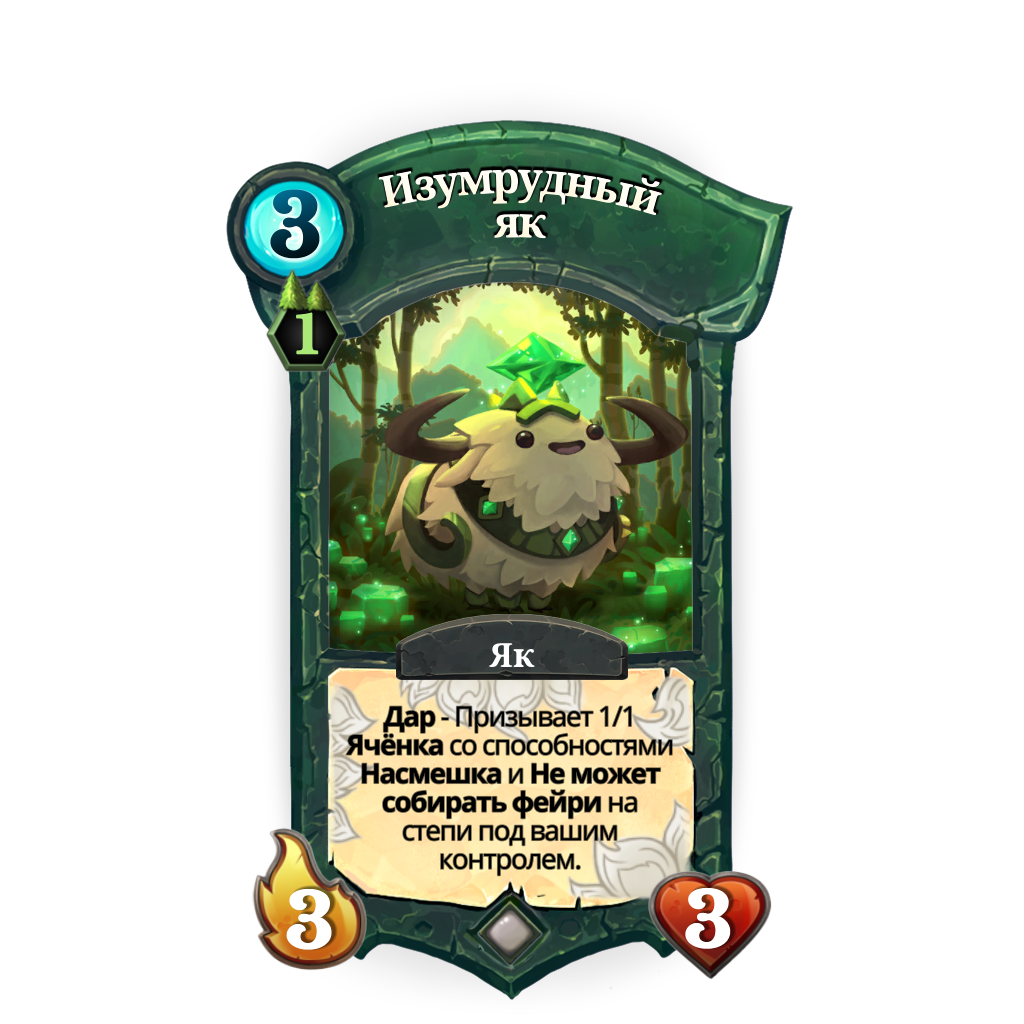 3
Изумрудный
як
1
Як
Дар - Призывает 1/1
Ячёнка со способностями
Насмешка и Не может
собирать фейри на
степи под вашим
контролем.
3
3